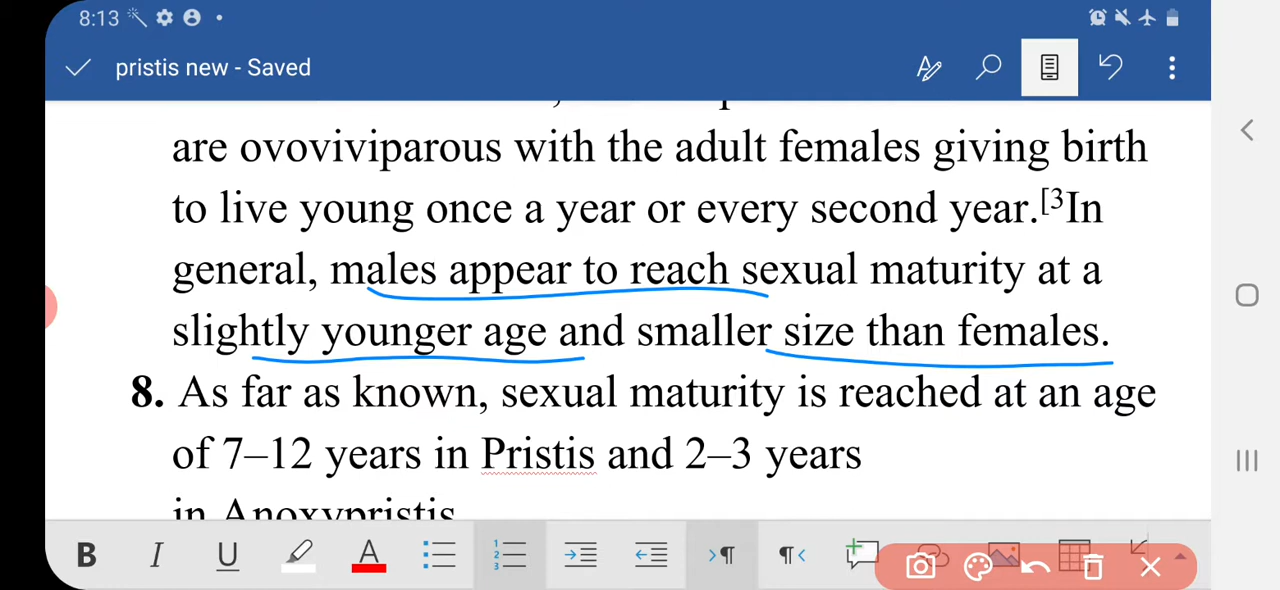 8:13
pristis new - Saved
are ovoviviparous with the adult females giving birth
to live young once a year or every second year.[3In
general, males appear to reach sexual maturity at a
slightly younger age and smaller size than females.
8. As far as known, sexual maturity is reached at an age
of 7–12 years in Pristis and 2–3 years
in Anoxypristis
B I U A